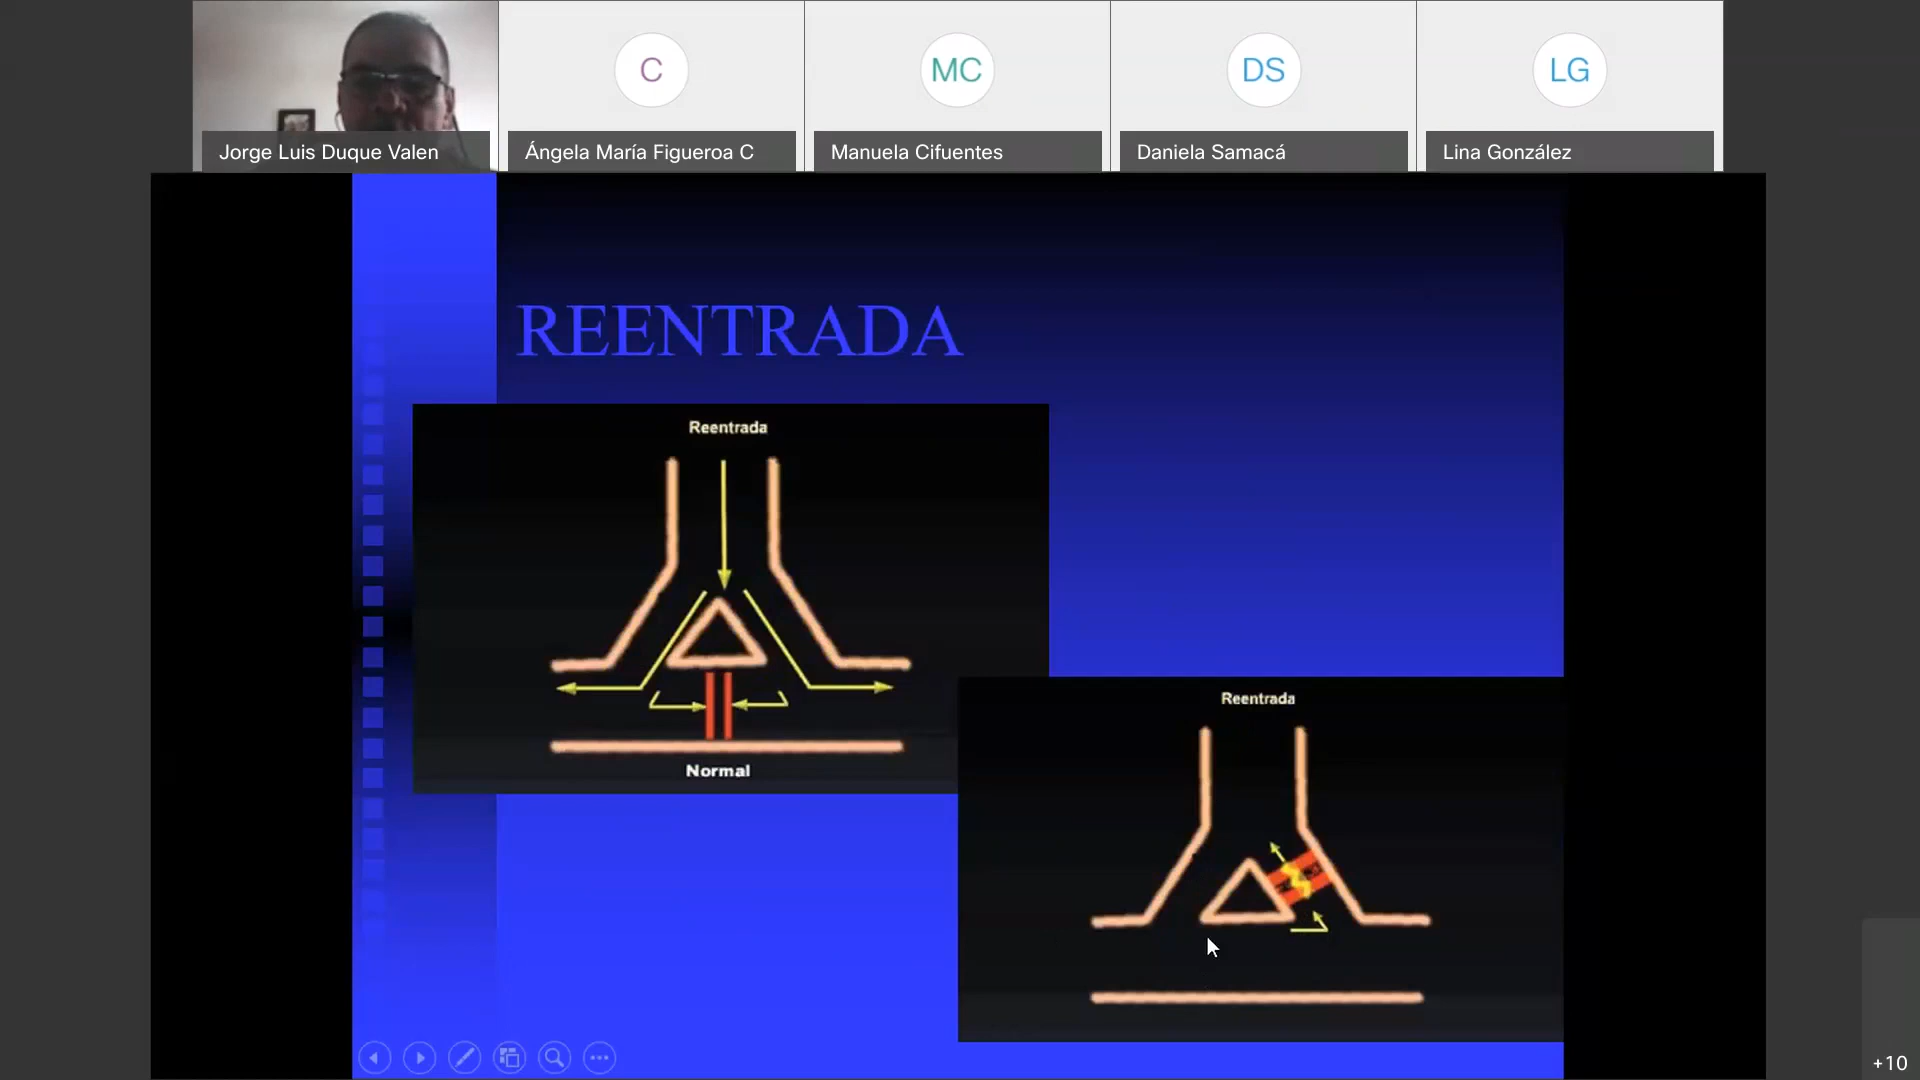 C
MC
DS
LG
Jorge Luis Duque Valen
Ángela María Figueroa C
Manuela Cifuentes
Daniela Samacá
Lina González
REENTRADA
Reentrada
Normal
Reentrada
+10